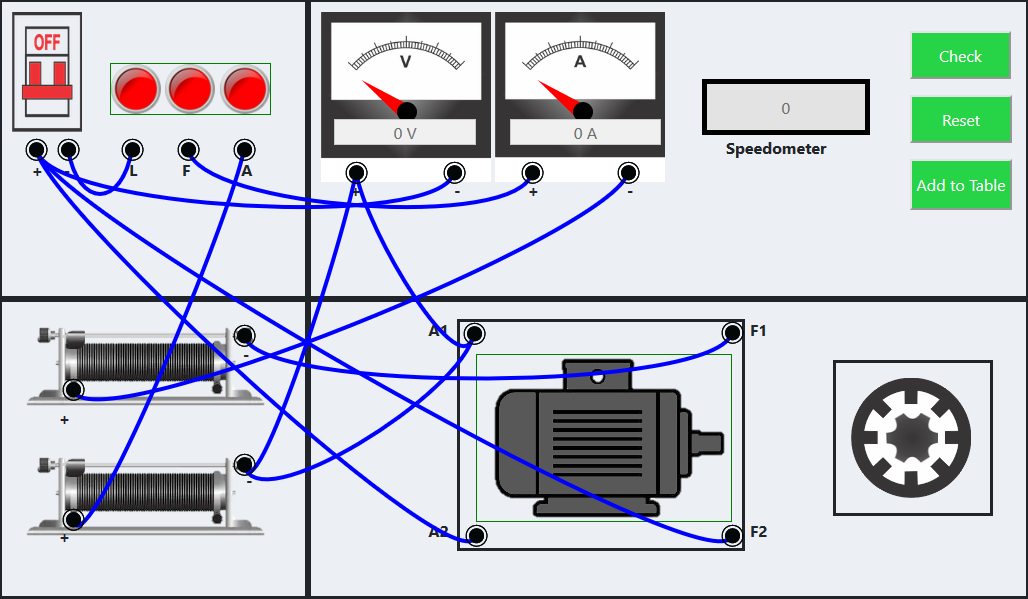 OFF
+ - L F A
V
0 V
+ -
A
0 A
+ -
0
Speedometer
Check
Reset
Add to Table
-
+
-
+
A1 F1
A2 F2